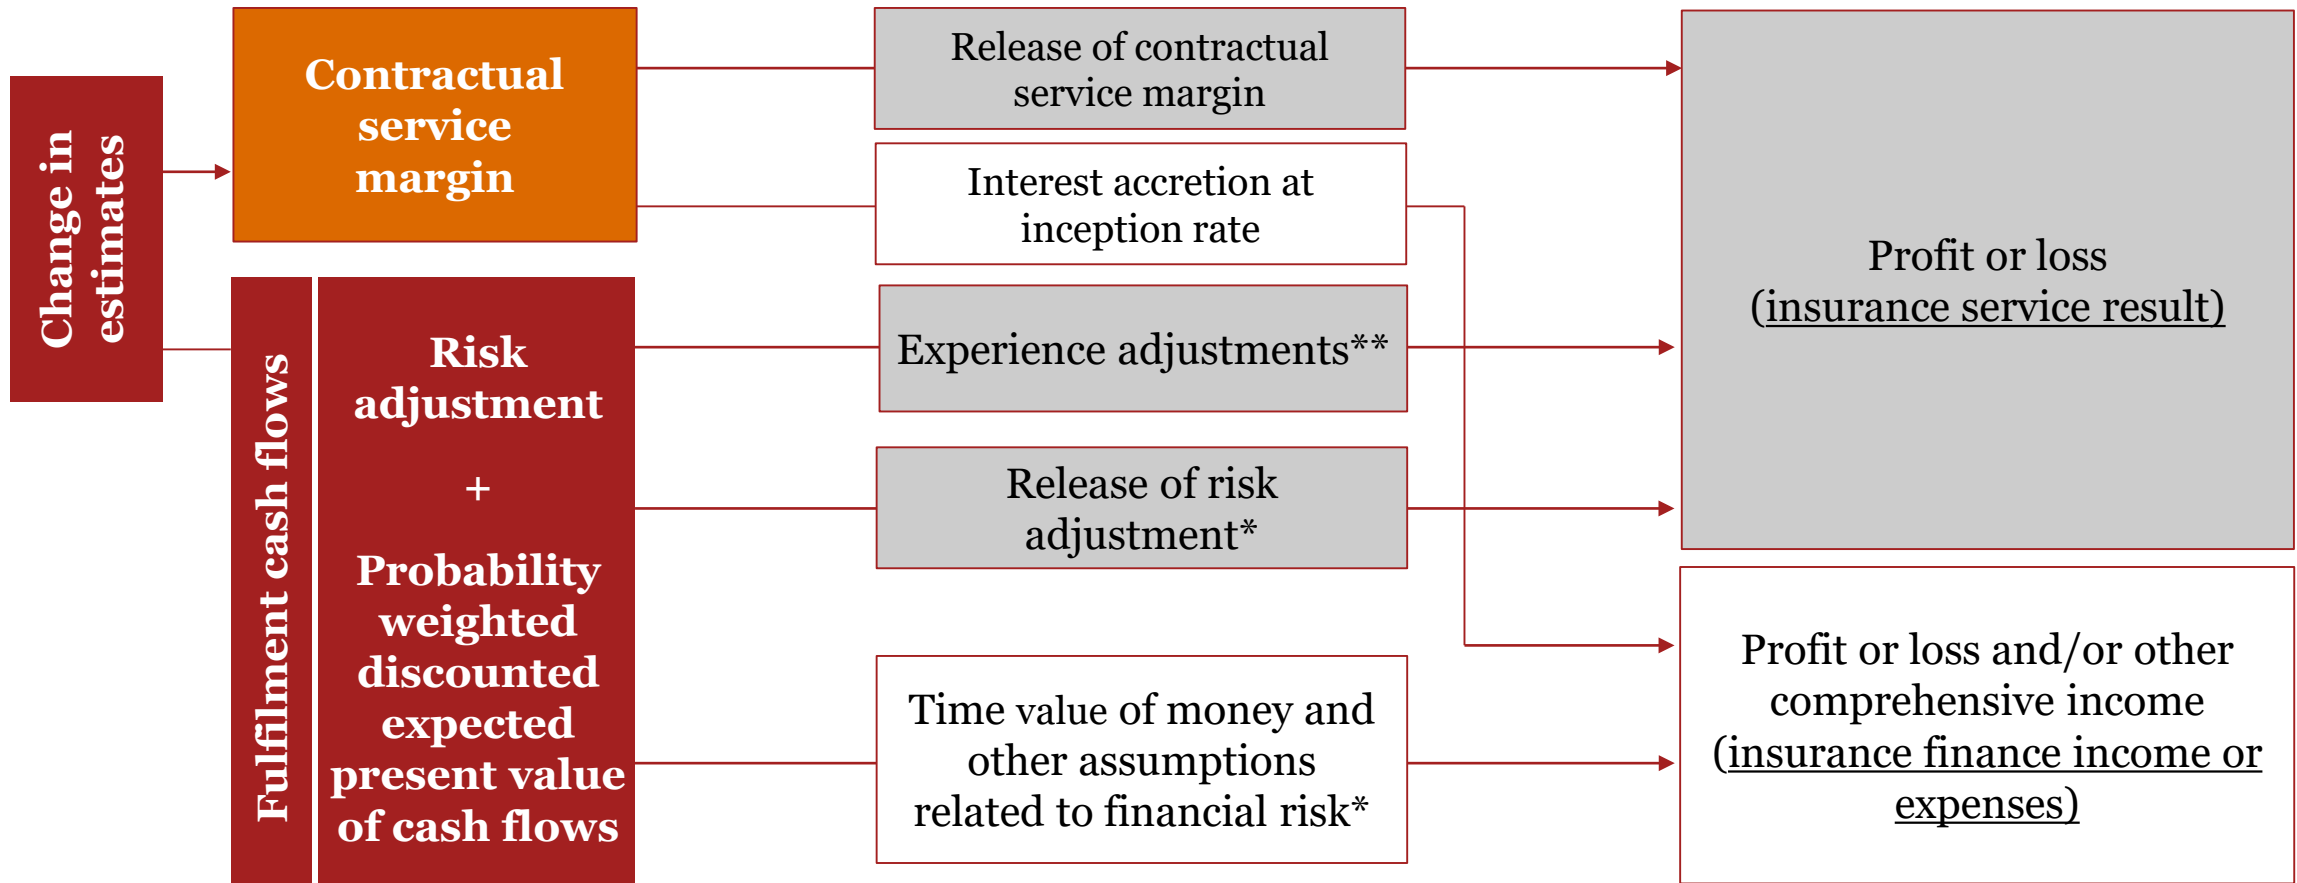 Change in
estimates
Contractual
service
margin
Fulfilment cash flows
Risk
adjustment
+
Probability
weighted
discounted
expected
present value
of cash flows
Release of contractual
service margin
Interest accretion at
inception rate
Experience adjustments**
Release of risk
adjustment*
Time value of money and
other assumptions
related to financial risk*
Profit or loss
(insurance service result)
Profit or loss and/or other
comprehensive income
(insurance finance income or
expenses)